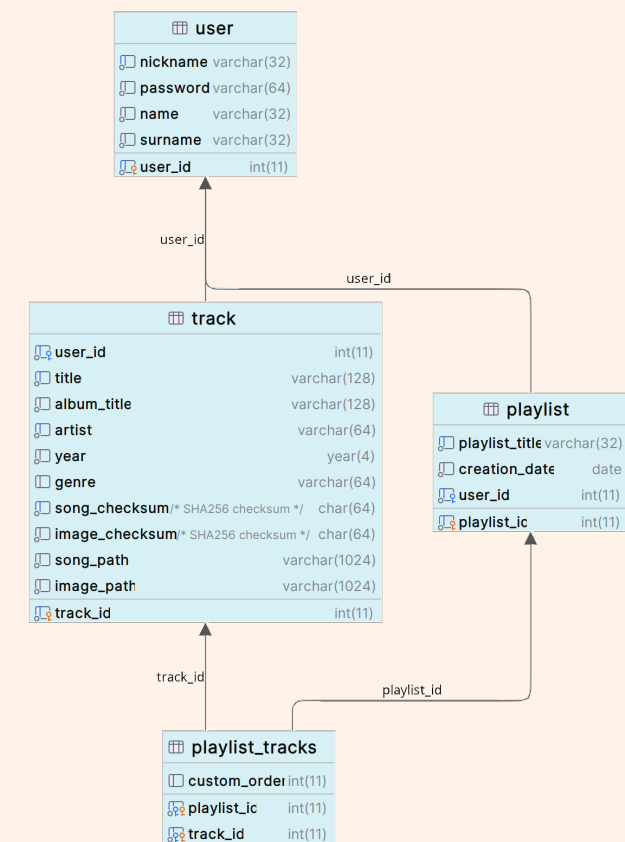 user
nickname varchar(32)
password varchar(64)
name varchar(32)
surname varchar(32)
user_id int(11)
user_id
user_id
track
user_id int(11)
title varchar(128)
album_title varchar(128)
artist varchar(64)
year year(4)
genre varchar(64)
song_checksum /* SHA256 checksum */ char(64)
image_checksum /* SHA256 checksum */ char(64)
song_path varchar(1024)
image_path varchar(1024)
track_id int(11)
playlist
playlist_title varchar(32)
creation_date date
user_id int(11)
playlist_id int(11)
track_id
playlist_id
playlist_tracks
custom_order int(11)
playlist_id int(11)
track_id int(11)